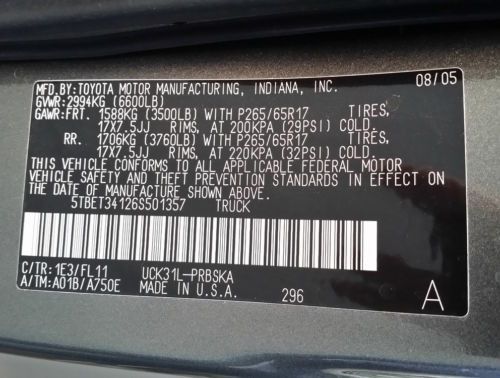 MFD.BY:TOYOTA MOTOR MANUFACTURING, INDIANA, INC. 08/05
GVWR:2994KG (6600LB)
GAWR:FRT. 1588KG (3500LB) WITH P265/65R17 TIRES,
17X7.5JJ RIMS, AT 200KPA (29PSI) COLD.
RR. 1706KG (3760LB) WITH P265/65R17 TIRES,
17X7.5JJ RIMS, AT 220KPA (32PSI) COLD.
THIS VEHICLE CONFORMS TO ALL APPLICABLE FEDERAL MOTOR
VEHICLE SAFETY AND THEFT PREVENTION STANDARDS IN EFFECT ON
THE DATE OF MANUFACTURE SHOWN ABOVE.
5TBET34126S501357 TRUCK
C/TR:1E3/FL11 UCK31L-PRBSKA
A/TM:A01B/A750E MADE IN U.S.A. 296 A